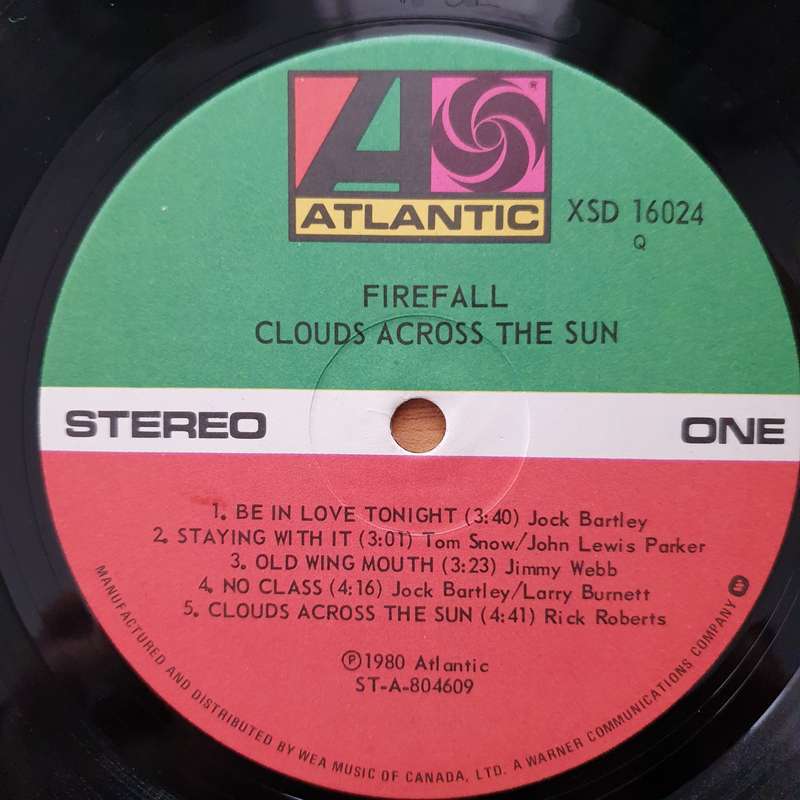 ATLANTIC
®
XSD 16024
Q
FIREFALL
CLOUDS ACROSS THE SUN
STEREO
ONE
1. BE IN LOVE TONIGHT (3:40) Jock Bartley
2. STAYING WITH IT (3:01) Tom Snow/John Lewis Parker
3. OLD WING MOUTH (3:23) Jimmy Webb
4. NO CLASS (4:16) Jock Bartley/Larry Burnett
5. CLOUDS ACROSS THE SUN (4:41) Rick Roberts
℗1980 Atlantic
ST-A-804609
MANUFACTURED AND DISTRIBUTED BY WEA MUSIC OF CANADA, LTD. A WARNER COMMUNICATIONS COMPANY